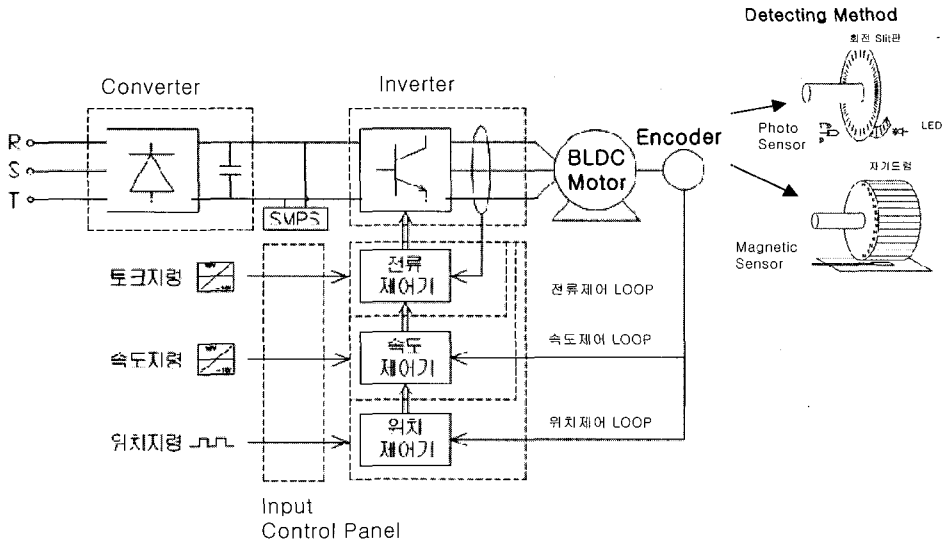 Detecting Method
회전 Slit판
LED
Photo
Sensor
자기드럼
Magnetic
Sensor
Converter
Inverter
R
S
T
SMPS
BLDC
Motor
Encoder
토크지령
전류
제어기
전류제어 LOOP
속도지령
속도
제어기
속도제어 LOOP
위치지령
위치
제어기
위치제어 LOOP
Input
Control Panel